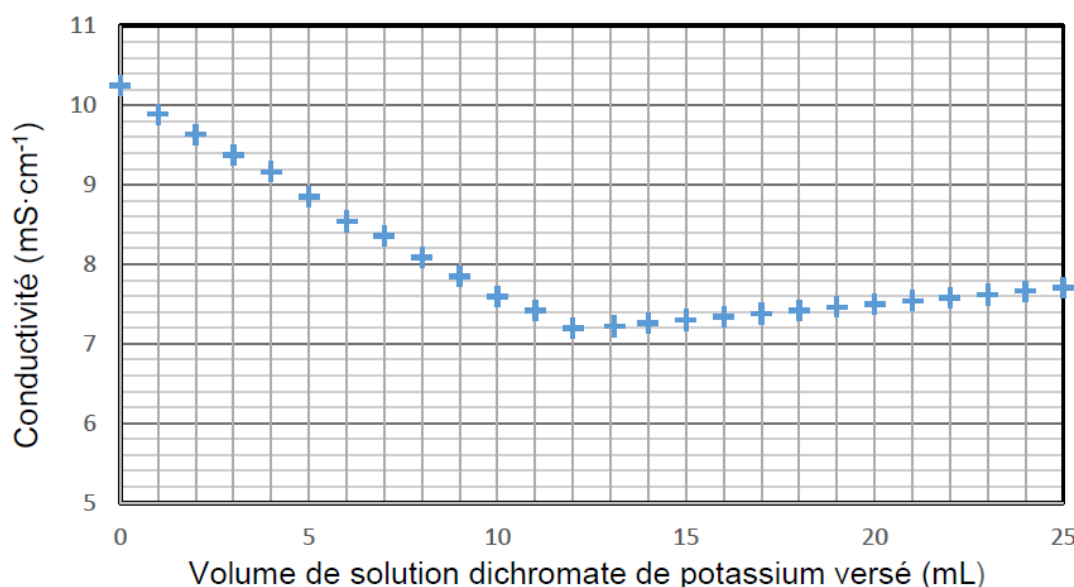 11
10
9
8
7
6
5
Conductivité (mS·cm⁻¹)
0 5 10 15 20 25
Volume de solution dichromate de potassium versé (mL)